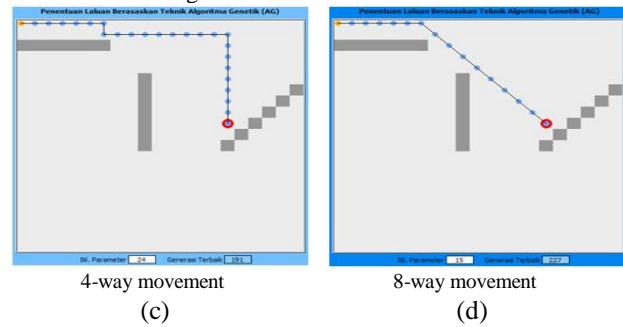 Penentuan Laluan Berasaskan Teknik Algoritma Genetik (AG)
Bil. Parameter 24 Generasi Terbaik 191
4-way movement
(c)
Penentuan Laluan Berasaskan Teknik Algoritma Genetik (AG)
Bil. Parameter 15 Generasi Terbaik 227
8-way movement
(d)